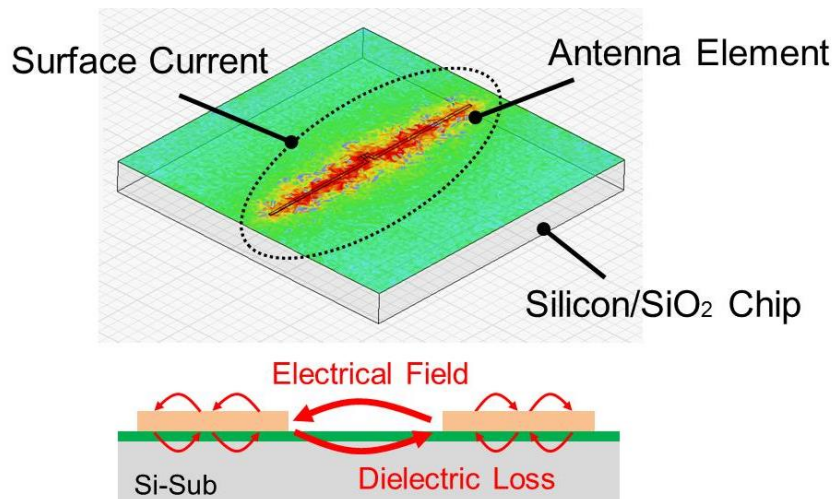 Surface Current
Antenna Element
Silicon/SiO₂ Chip
Electrical Field
Dielectric Loss
Si-Sub